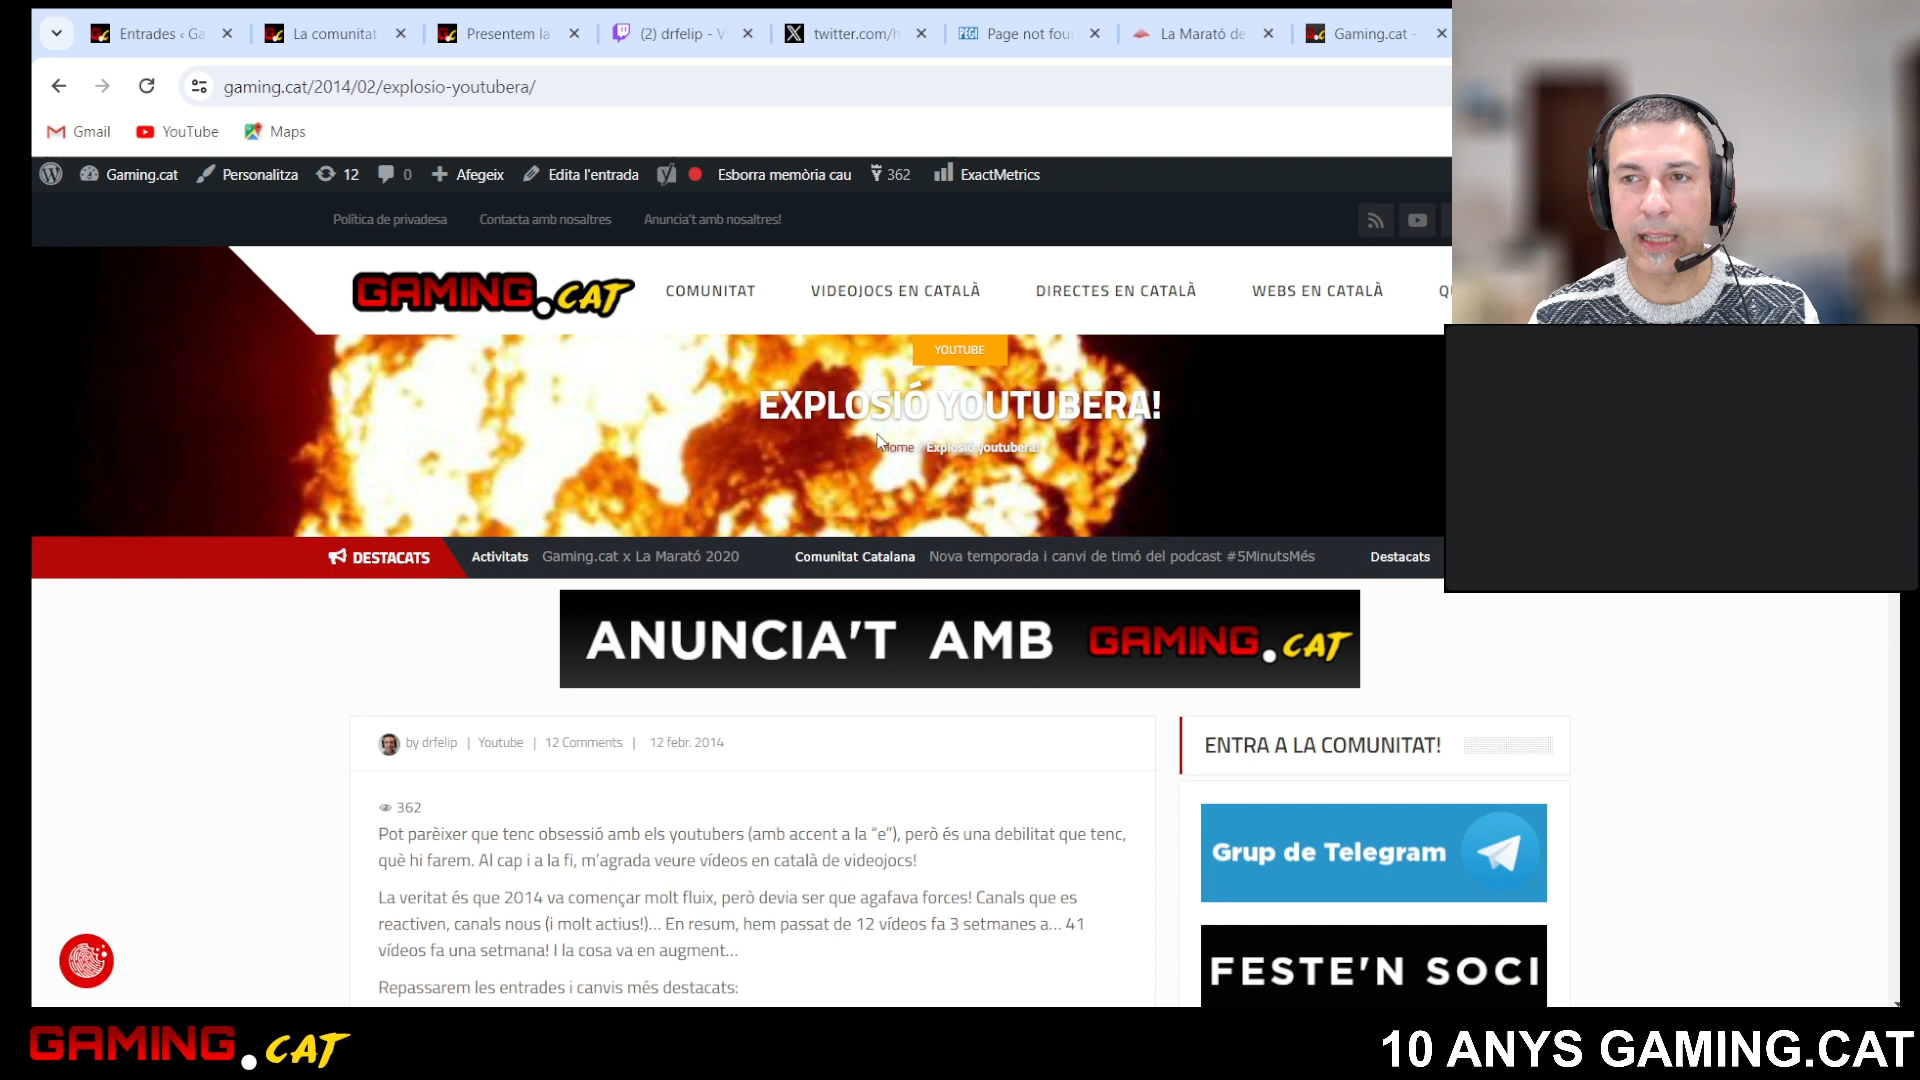 Entrades ‹ Ga
La comunitat
Presentem la
(2) drfelip - V
twitter.com/h
Page not fou
La Marató de
Gaming.cat -
gaming.cat/2014/02/explosio-youtubera/
Gmail
YouTube
Maps
Gaming.cat
Personalitza
12
0
Afegeix
Edita l'entrada
Esborra memòria cau
362
ExactMetrics
Política de privadesa
Contacta amb nosaltres
Anuncia't amb nosaltres!
GAMING.CAT
COMUNITAT
VIDEOJOCS EN CATALÀ
DIRECTES EN CATALÀ
WEBS EN CATALÀ
YOUTUBE
EXPLOSIÓ YOUTUBERA!
Home / Explosió youtubera!
DESTACATS
Activitats Gaming.cat x La Marató 2020
Comunitat Catalana Nova temporada i canvi de timó del podcast #5MinutsMés
Destacats
ANUNCIA'T AMB GAMING.CAT
by drfelip | Youtube | 12 Comments | 12 febr. 2014
ENTRA A LA COMUNITAT!
362
Pot parèixer que tenc obsessió amb els youtubers (amb accent a la “e”), però és una debilitat que tenc,
què hi farem. Al cap i a la fi, m’agrada veure vídeos en català de videojocs!
Grup de Telegram
La veritat és que 2014 va començar molt fluix, però devia ser que agafava forces! Canals que es
reactiven, canals nous (i molt actius!)… En resum, hem passat de 12 vídeos fa 3 setmanes a… 41
vídeos fa una setmana! I la cosa va en augment…
FESTE'N SOCI
Repassarem les entrades i canvis més destacats:
GAMING.CAT
10 ANYS GAMING.CAT